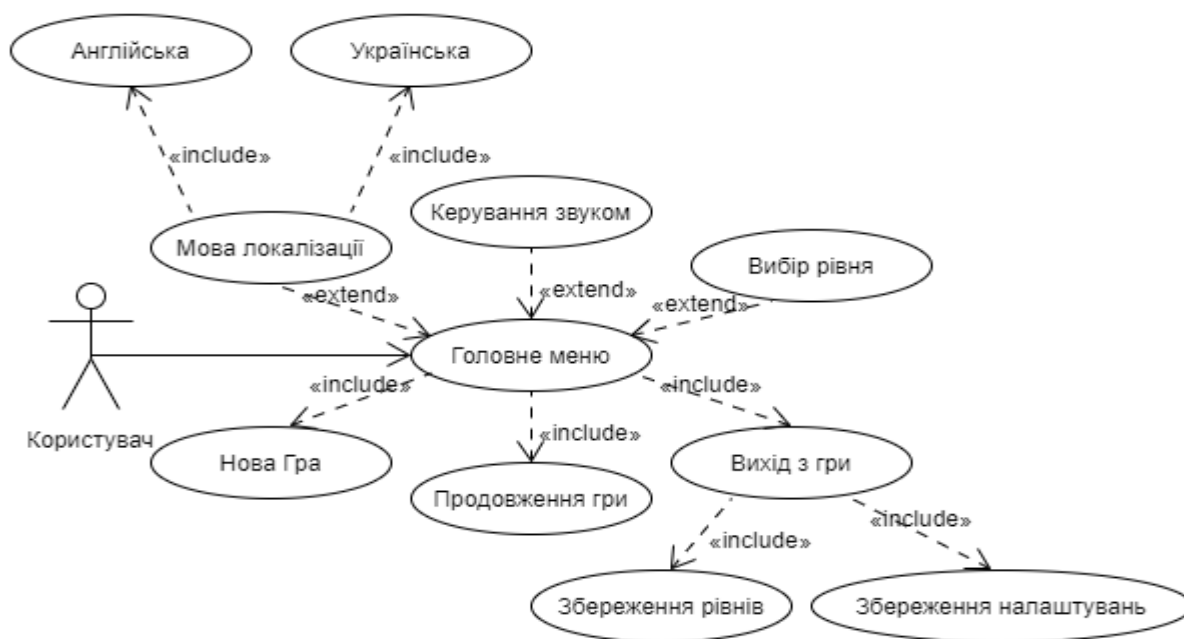 Англійська
Українська
«include»
«include»
Керування звуком
Мова локалізації
Вибір рівня
«extend»
«extend»
«extend»
Головне меню
«include»
«include»
Користувач
«include»
Нова Гра
Вихід з гри
Продовження гри
«include»
«include»
Збереження рівнів
Збереження налаштувань